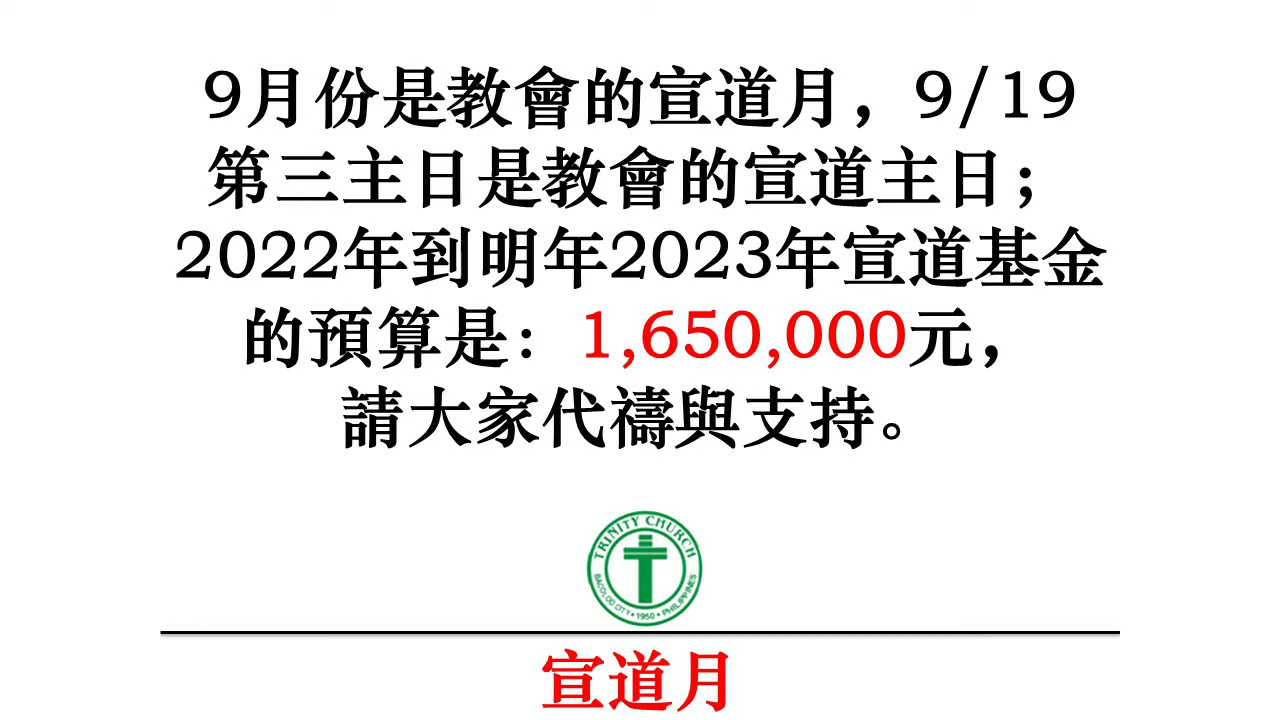 9月份是教會的宣道月，9/19
第三主日是教會的宣道主日；
2022年到明年2023年宣道基金
的預算是：1,650,000元，
請大家代禱與支持。
TRINITY CHURCH
BACOLOD CITY • 1950 • PHILIPPINES
宣道月